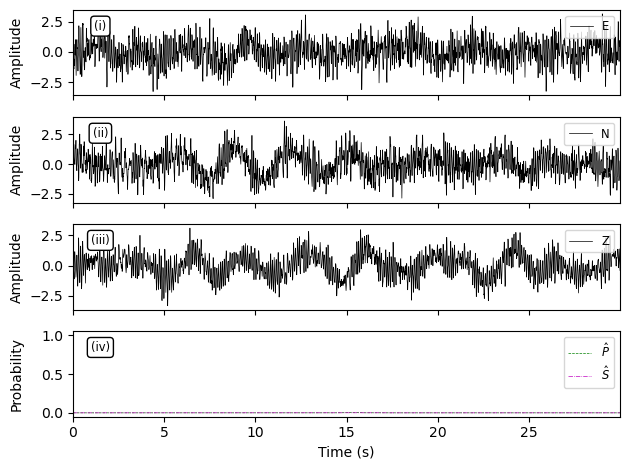 (i)
E
Amplitude
2.5
0.0
−2.5
(ii)
N
Amplitude
2.5
0.0
−2.5
(iii)
Z
Amplitude
2.5
0.0
−2.5
(iv)
P̂
Ŝ
Probability
1.0
0.5
0.0
0 5 10 15 20 25
Time (s)